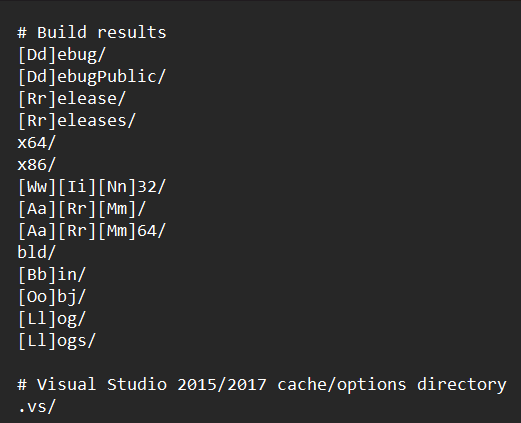 # Build results
[Dd]ebug/
[Dd]ebugPublic/
[Rr]elease/
[Rr]eleases/
x64/
x86/
[Ww][Ii][Nn]32/
[Aa][Rr][Mm]/
[Aa][Rr][Mm]64/
bld/
[Bb]in/
[Oo]bj/
[Ll]og/
[Ll]ogs/
# Visual Studio 2015/2017 cache/options directory
.vs/